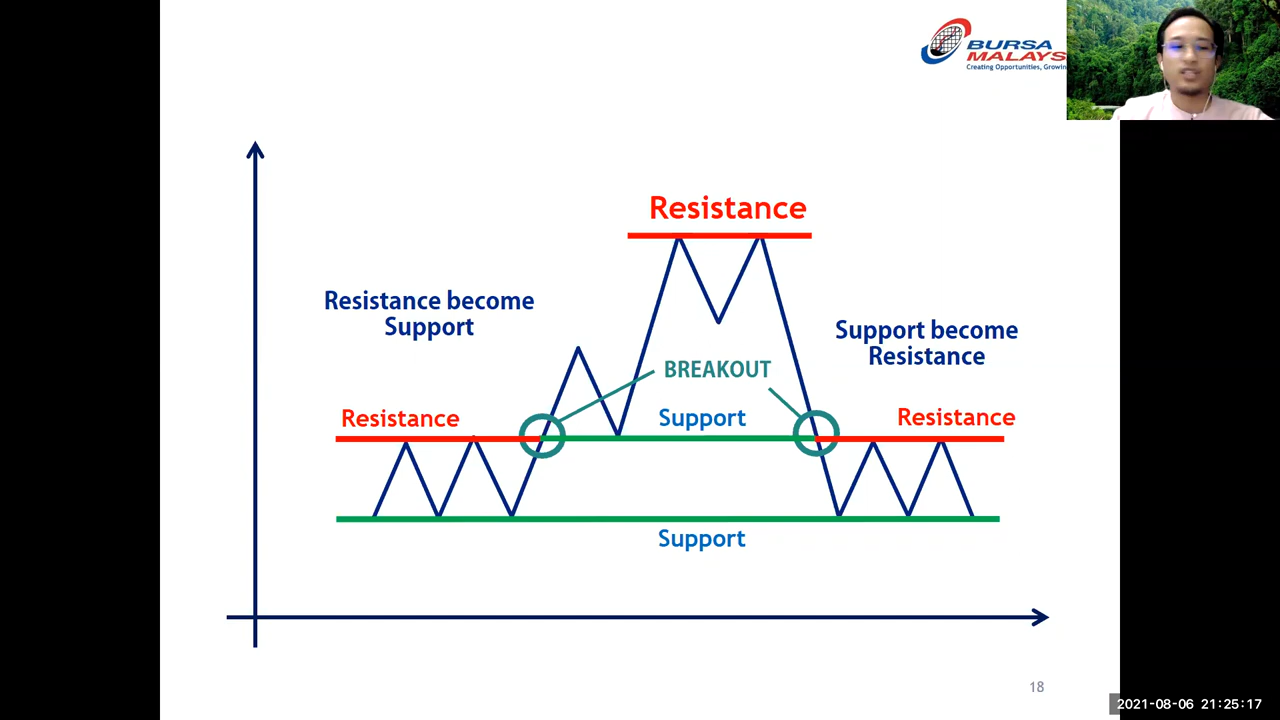 BURSA
MALAYS
Creating Opportunities, Growin
Resistance
Resistance become
Support
Support become
Resistance
BREAKOUT
Resistance
Support
Resistance
Support
18
2021-08-06 21:25:17